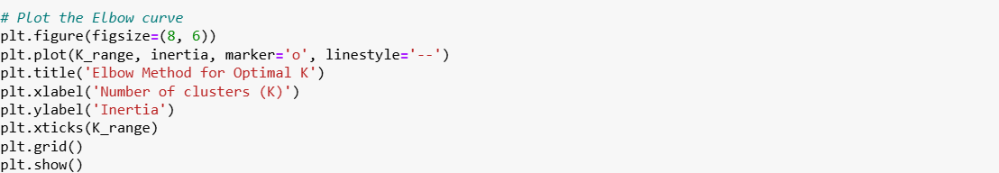 # Plot the Elbow curve
plt.figure(figsize=(8, 6))
plt.plot(K_range, inertia, marker='o', linestyle='--')
plt.title('Elbow Method for Optimal K')
plt.xlabel('Number of clusters (K)')
plt.ylabel('Inertia')
plt.xticks(K_range)
plt.grid()
plt.show()